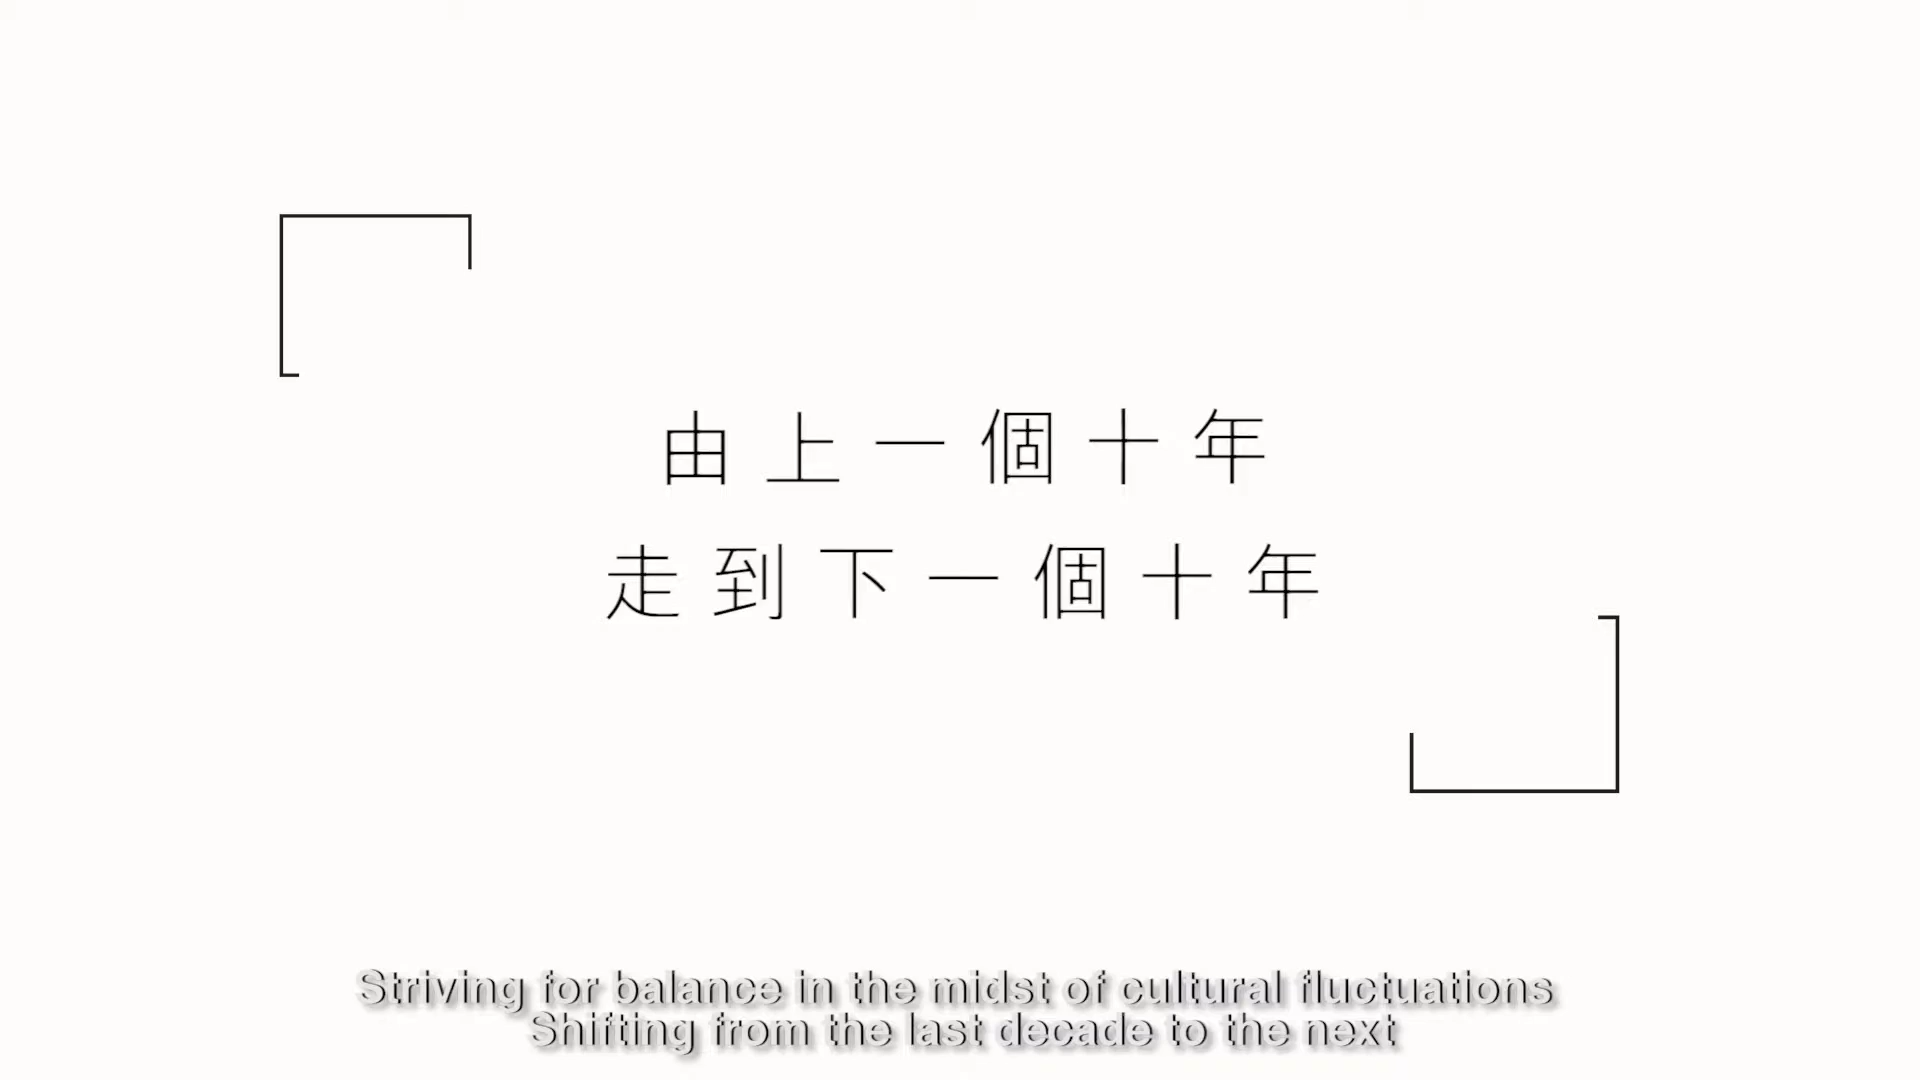 由上一個十年
走到下一個十年
Striving for balance in the midst of cultural fluctuations
Shifting from the last decade to the next